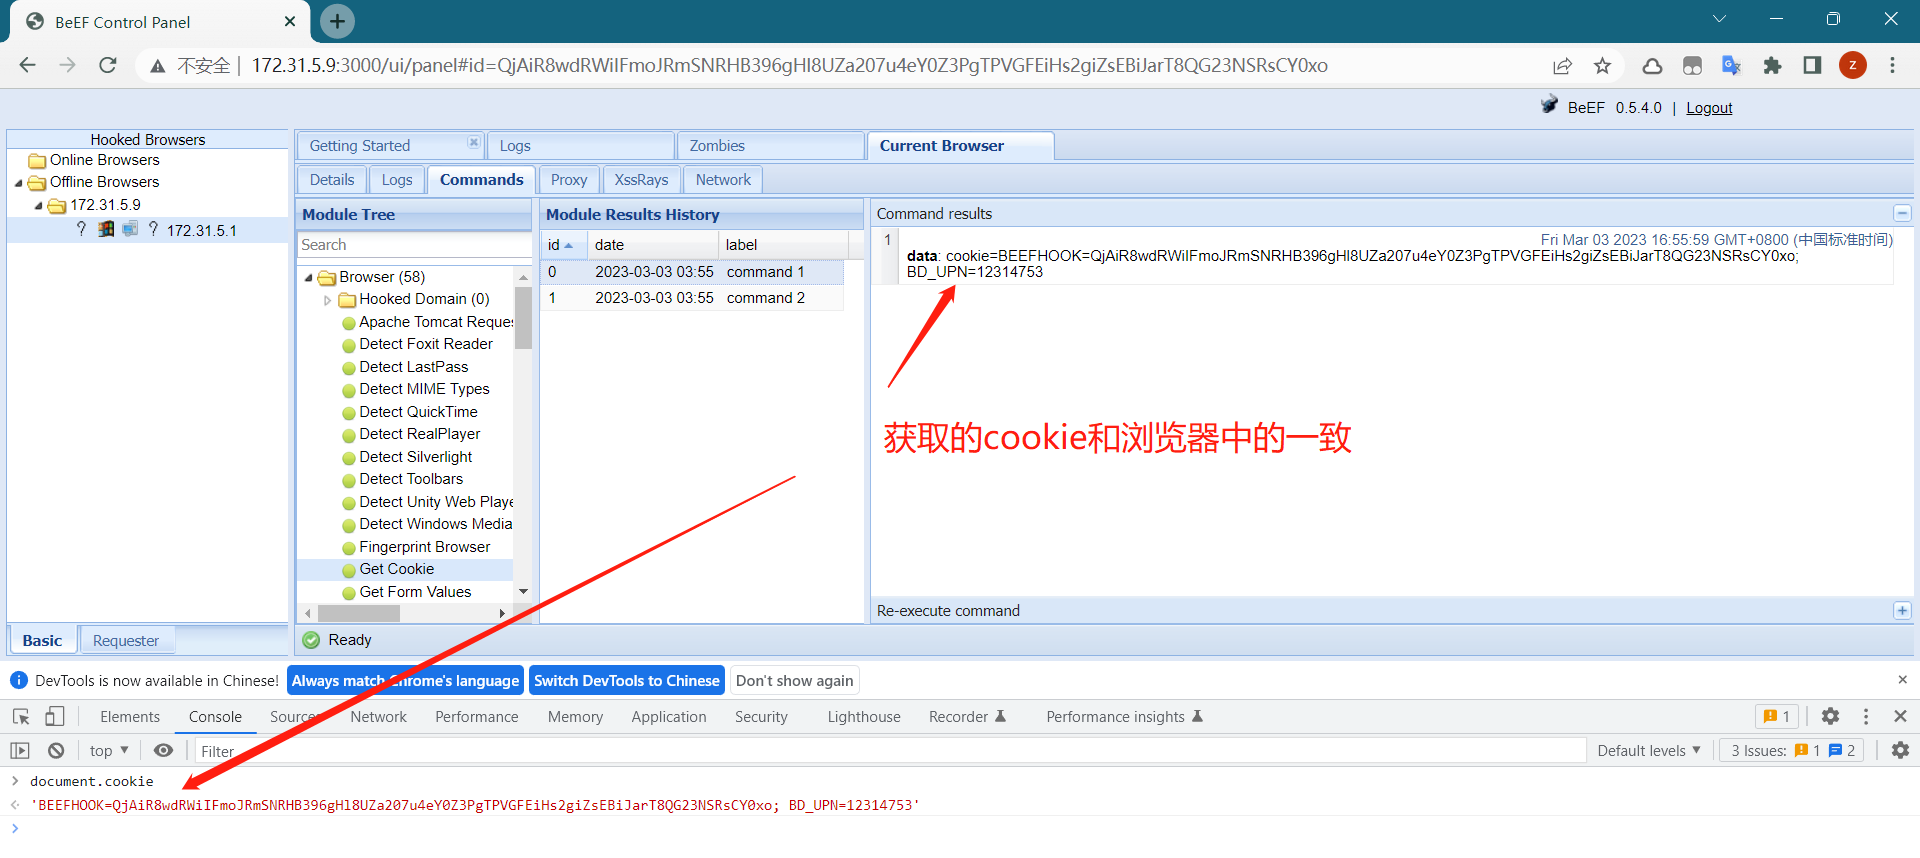 BeEF Control Panel
不安全 | 172.31.5.9:3000/ui/panel#id=QjAiR8wdRWiIFmoJRmSNRHB396gHl8UZa207u4eY0Z3PgTPVGFEiHs2giZsEBiJarT8QG23NSRsCY0xo
z
BeEF 0.5.4.0 | Logout
Hooked Browsers
Online Browsers
Offline Browsers
172.31.5.9
? ? 172.31.5.1
Basic Requester
Getting Started Logs Zombies Current Browser
Details Logs Commands Proxy XssRays Network
Module Tree
Search
Browser (58)
Hooked Domain (0)
Apache Tomcat Reques
Detect Foxit Reader
Detect LastPass
Detect MIME Types
Detect QuickTime
Detect RealPlayer
Detect Silverlight
Detect Toolbars
Detect Unity Web Playe
Detect Windows Media
Fingerprint Browser
Get Cookie
Get Form Values
Module Results History
id date label
0 2023-03-03 03:55 command 1
1 2023-03-03 03:55 command 2
Command results
1 Fri Mar 03 2023 16:55:59 GMT+0800 (中国标准时间)
data: cookie=BEEFHOOK=QjAiR8wdRWiIFmoJRmSNRHB396gHl8UZa207u4eY0Z3PgTPVGFEiHs2giZsEBiJarT8QG23NSRsCY0xo;
BD_UPN=12314753
获取的cookie和浏览器中的一致
Re-execute command
Ready
DevTools is now available in Chinese! Always match Chrome's language Switch DevTools to Chinese Don't show again
Elements Console Sources Network Performance Memory Application Security Lighthouse Recorder Performance insights 1
top Filter Default levels 3 Issues: 1 2
document.cookie
'BEEFHOOK=QjAiR8wdRWiIFmoJRmSNRHB396gHl8UZa207u4eY0Z3PgTPVGFEiHs2giZsEBiJarT8QG23NSRsCY0xo; BD_UPN=12314753'